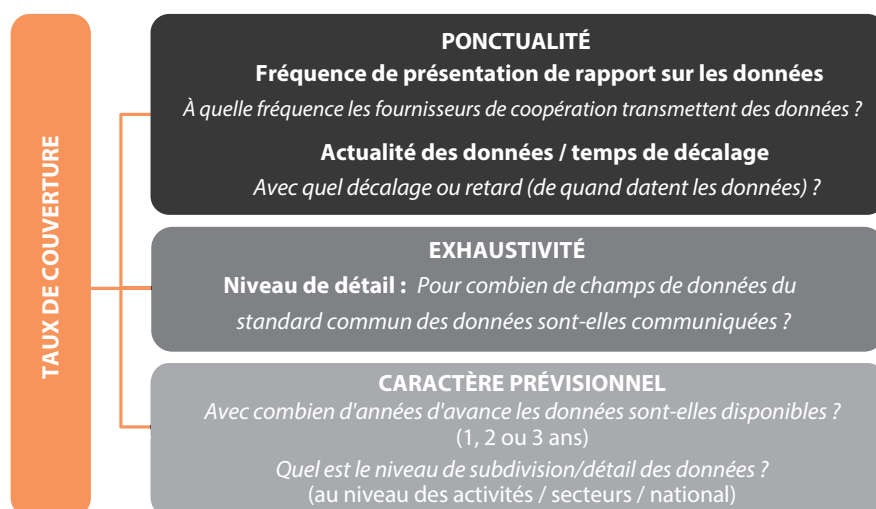 TAUX DE COUVERTURE
PONCTUALITÉ
Fréquence de présentation de rapport sur les données
À quelle fréquence les fournisseurs de coopération transmettent des données ?
Actualité des données / temps de décalage
Avec quel décalage ou retard (de quand datent les données) ?
EXHAUSTIVITÉ
Niveau de détail : Pour combien de champs de données du
standard commun des données sont-elles communiquées ?
CARACTÈRE PRÉVISIONNEL
Avec combien d'années d'avance les données sont-elles disponibles ?
(1, 2 ou 3 ans)
Quel est le niveau de subdivision/détail des données ?
(au niveau des activités / secteurs / national)